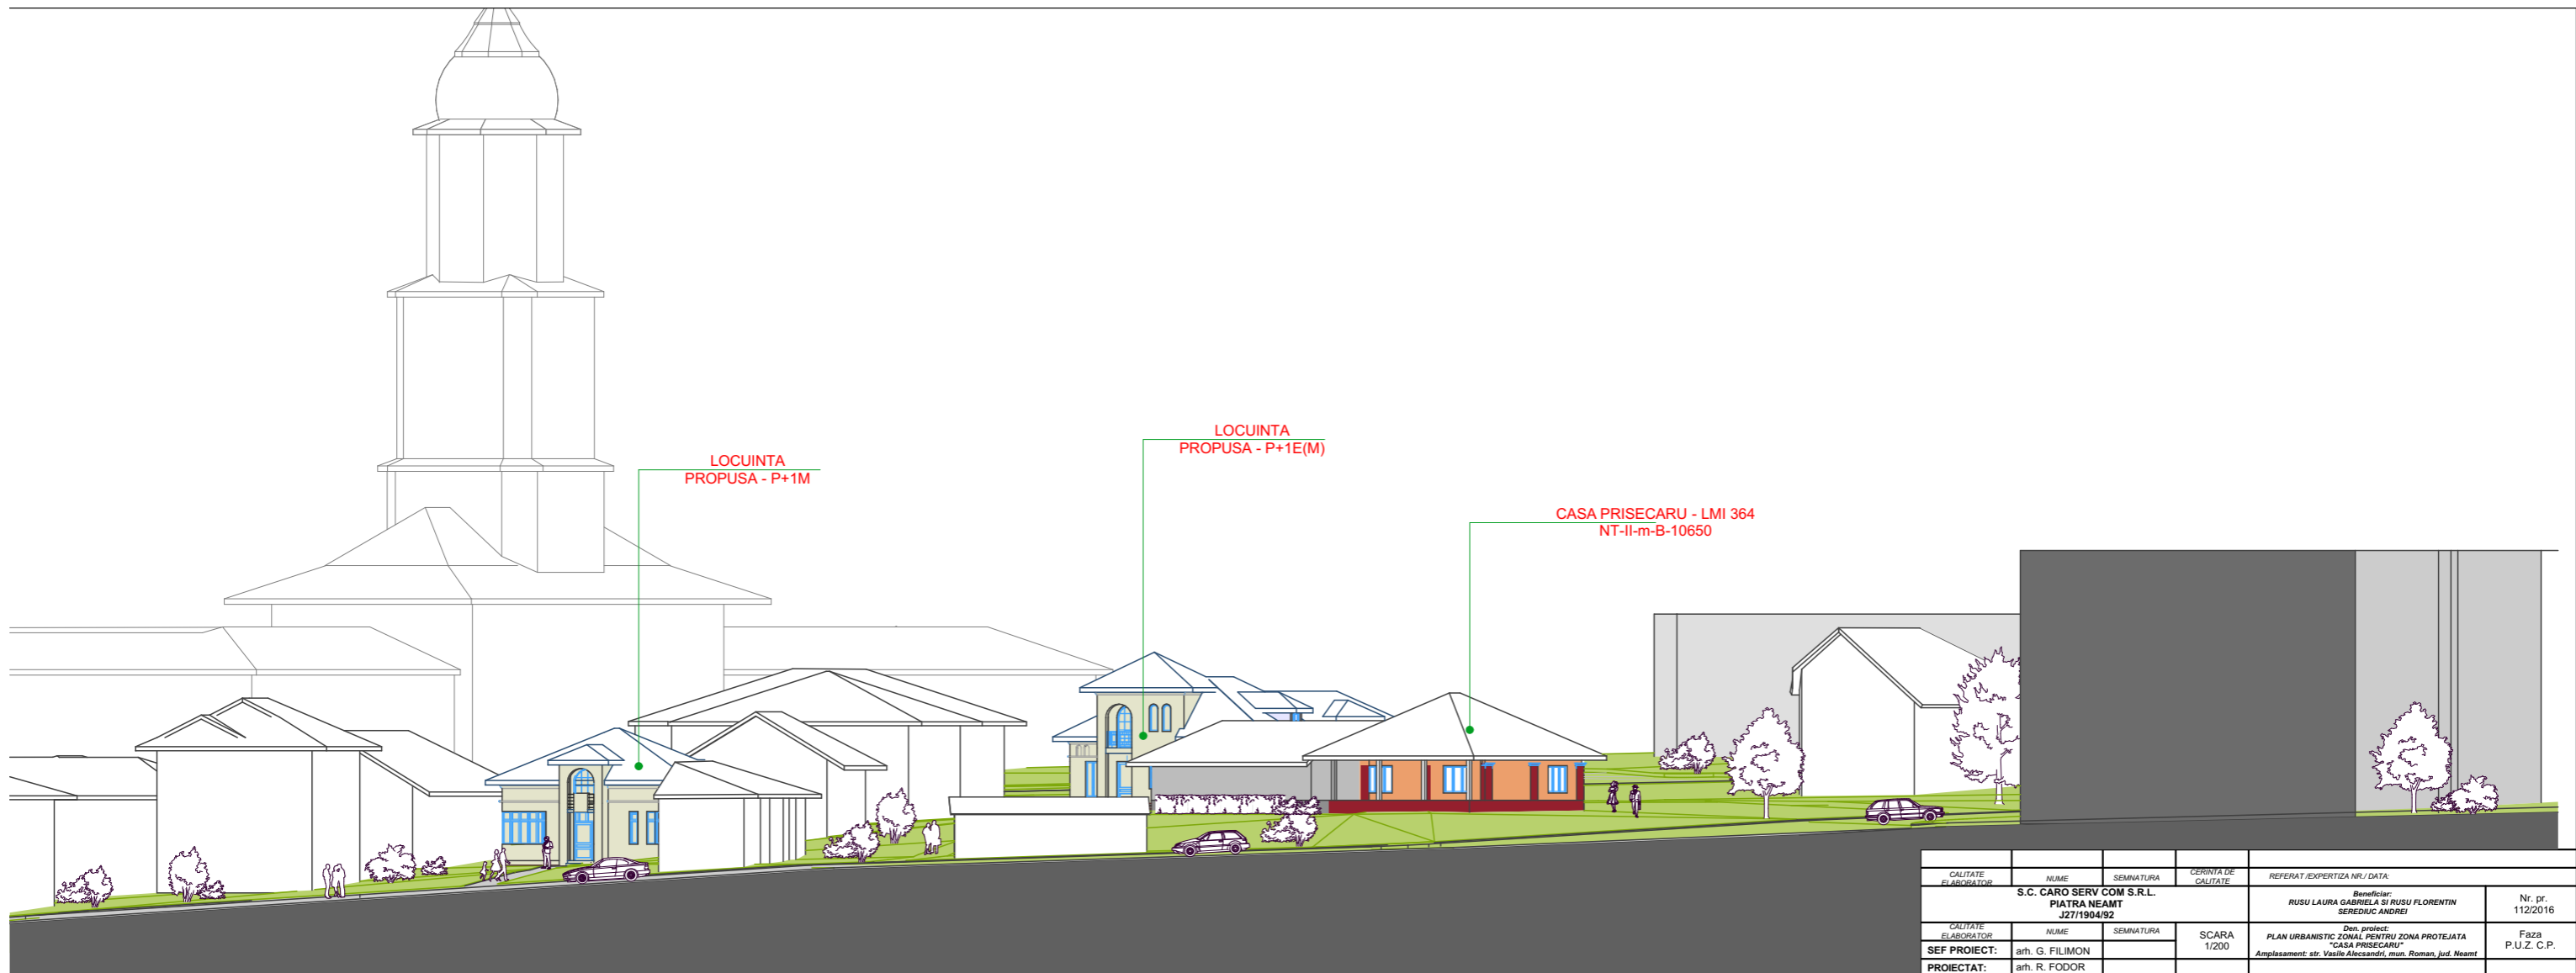 LOCUINTA
PROPUSA - P+1M
LOCUINTA
PROPUSA - P+1E(M)
CASA PRISECARU - LMI 364
NT-II-m-B-10650
CALITATE
ELABORATOR
NUME
SEMNATURA
CERINTA DE
CALITATE
REFERAT /EXPERTIZA NR./ DATA:
S.C. CARO SERV COM S.R.L.
PIATRA NEAMT
J27/1904/92
Beneficiar:
RUSU LAURA GABRIELA SI RUSU FLORENTIN
SEREDIUC ANDREI
Nr. pr.
112/2016
CALITATE
ELABORATOR
NUME
SEMNATURA
SCARA
1/200
Den. proiect:
PLAN URBANISTIC ZONAL PENTRU ZONA PROTEJATA
"CASA PRISECARU"
Amplasament: str. Vasile Alecsandri, mun. Roman, jud. Neamt
Faza
P.U.Z. C.P.
SEF PROIECT:
arh. G. FILIMON
PROIECTAT:
arh. R. FODOR